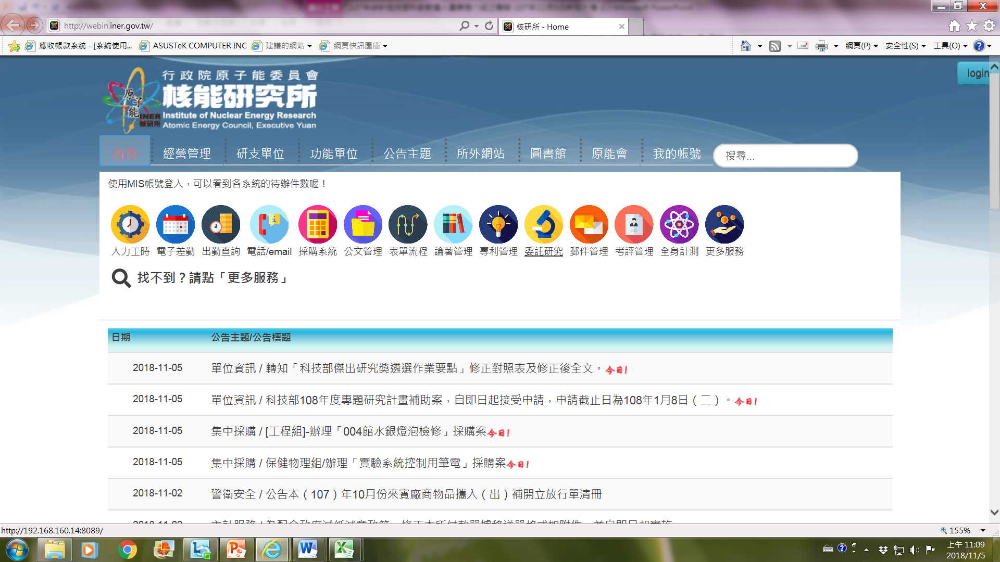 http://webin.iner.gov.tw/
核研所 - Home
應收帳款系統 - [系統使用...
ASUSTeK COMPUTER INC
建議的網站
網頁快訊圖庫
網頁(P)
安全性(S)
工具(O)
login
行政院原子能委員會
核能研究所
Institute of Nuclear Energy Research
Atomic Energy Council, Executive Yuan
原子能
INER
核研所
首頁
經營管理
研支單位
功能單位
公告主題
所外網站
圖書館
原能會
我的帳號
搜尋...
使用MIS帳號登入，可以看到各系統的待辦件數喔！
人力工時
電子差勤
出勤查詢
電話/email
採購系統
公文管理
表單流程
論著管理
專利管理
委託研究
郵件管理
考評管理
全身計測
更多服務
找不到？請點「更多服務」
日期 公告主題/公告標題
2018-11-05 單位資訊 / 轉知「科技部傑出研究獎遴選作業要點」修正對照表及修正後全文。今日!
2018-11-05 單位資訊 / 科技部108年度專題研究計畫補助案，自即日起接受申請，申請截止日為108年1月8日（二）。今日!
2018-11-05 集中採購 / [工程組]-辦理「004館水銀燈泡檢修」採購案今日!
2018-11-05 集中採購 / 保健物理組/辦理「實驗系統控制用筆電」採購案今日!
2018-11-02 警衛安全 / 公告本（107）年10月份來賓廠商物品攜入（出）補開立放行單清冊
http://192.168.160.14:8089/
155%
上午 11:09
2018/11/5